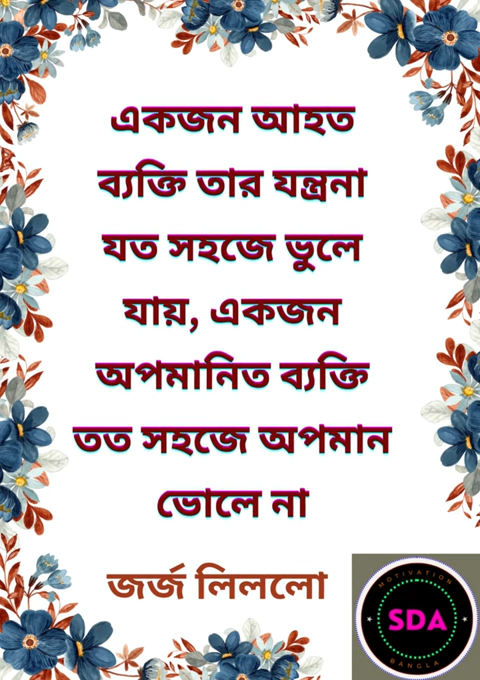 একজন আহত
ব্যক্তি তার যন্ত্রনা
যত সহজে ভুলে
যায়, একজন
অপমানিত ব্যক্তি
তত সহজে অপমান
ভোলে না
জর্জ লিললো
MOTIVATION
SDA
BANGLA